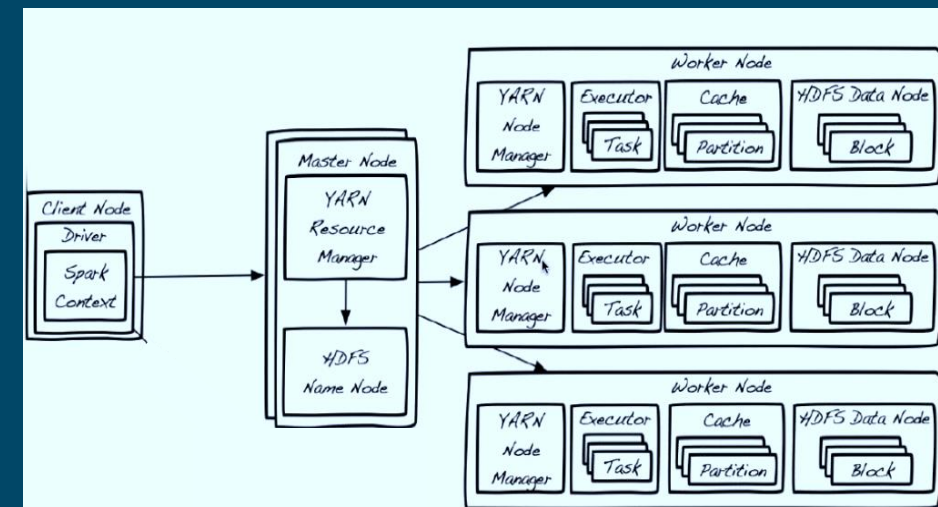 Client Node
Driver
Spark
Context
Master Node
YARN
Resource
Manager
HDFS
Name Node
Worker Node
YARN
Node
Manager
Executor
Task
Cache
Partition
HDFS Data Node
Block
Worker Node
YARN
Node
Manager
Executor
Task
Cache
Partition
HDFS Data Node
Block
Worker Node
YARN
Node
Manager
Executor
Task
Cache
Partition
HDFS Data Node
Block